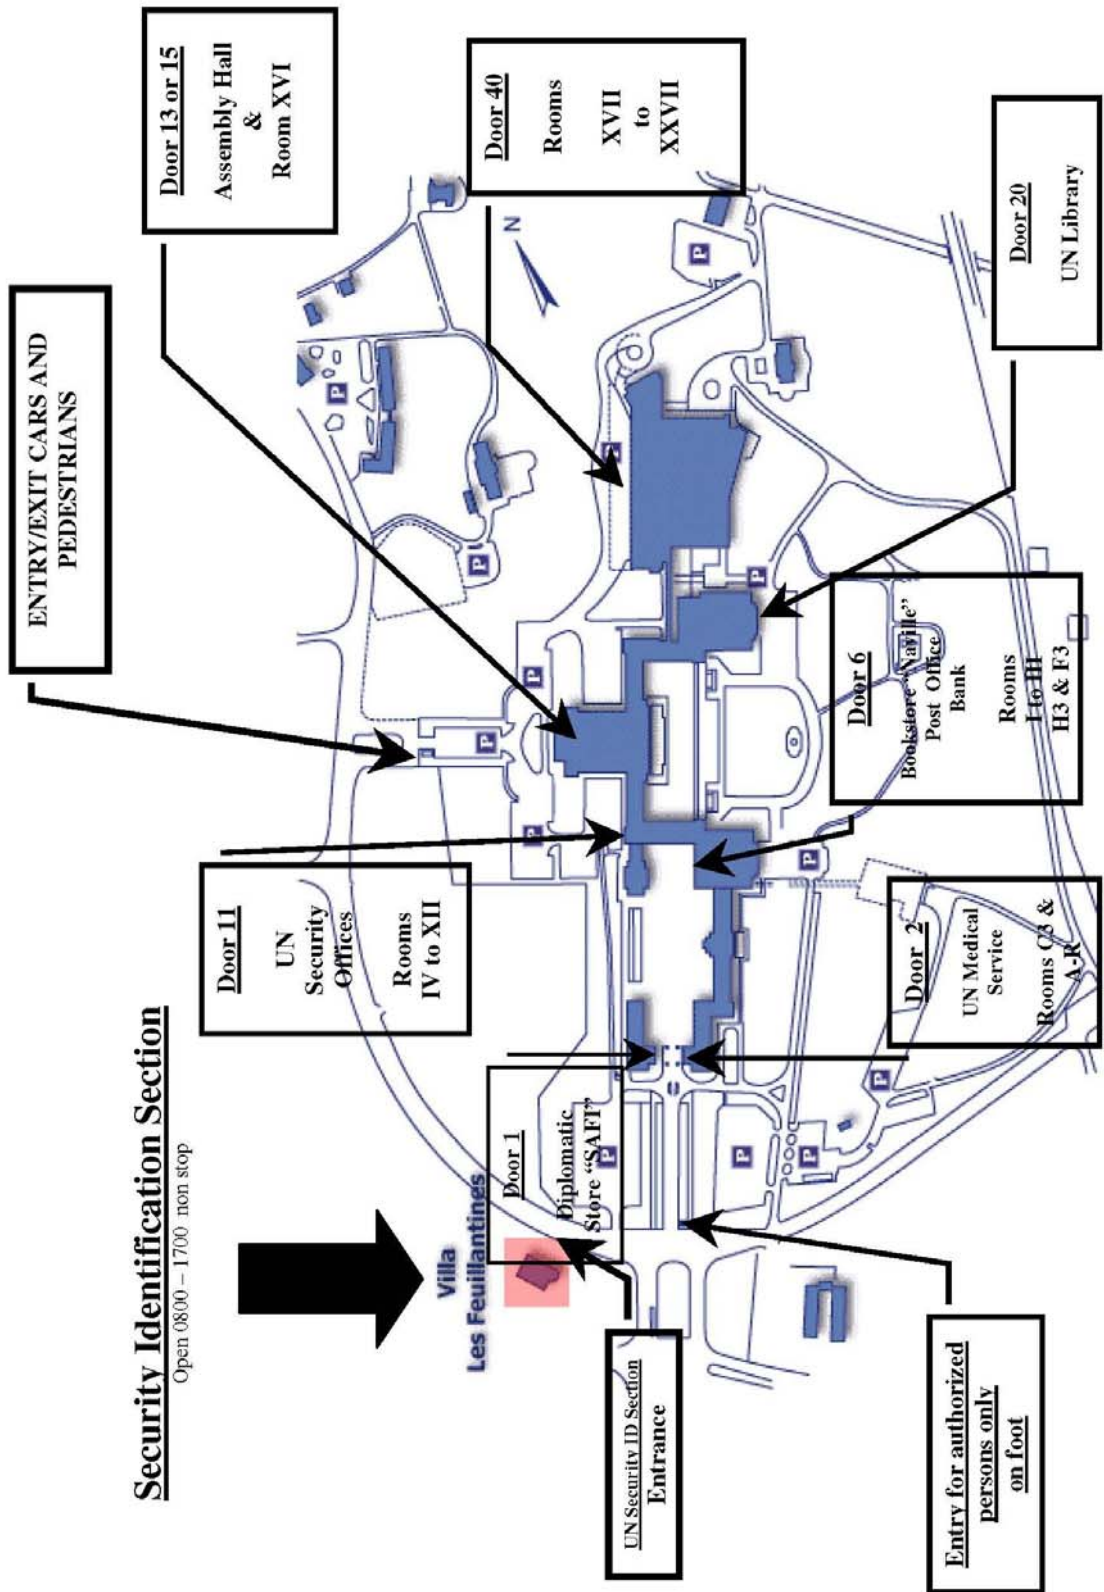 Security Identification Section
Open 0800 – 1700 non stop
Villa
Les Feuillantines
UN Security ID Section
Entrance
Entry for authorized
persons only
on foot
Door 1
Diplomatic
Store “SAFI”
Door 11
UN
Security
Offices
Rooms
IV to XII
ENTRY/EXIT CARS AND
PEDESTRIANS
Door 13 or 15
Assembly Hall
&
Room XVI
Door 40
Rooms
XVII
to
XXVII
Door 20
UN Library
Door 6
Bookstore “Naville”
Post Office
Bank
Rooms
I to III
H3 & F3
Door 2
UN Medical
Service
Rooms C3 &
A-R
N
P
P
P
P
P
P
P
P
P
P
P
P
P
P